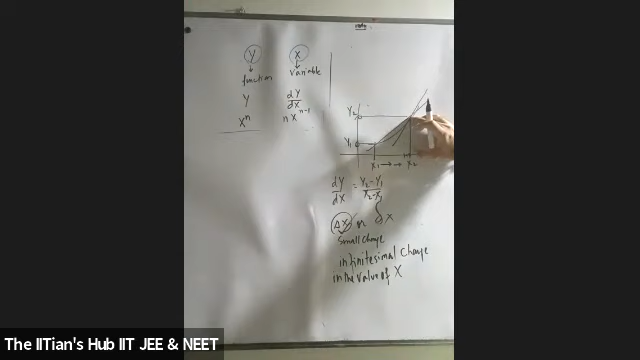 Y X
function variable
Y dY/dX
X^n nX^n-1
Y2
Y1
X1 →→ X2
dY/dX = Y2-Y1/X2-X1
ΔX δx
Small change
infinitesimal change
in the value of X
The IITian's Hub IIT JEE & NEET